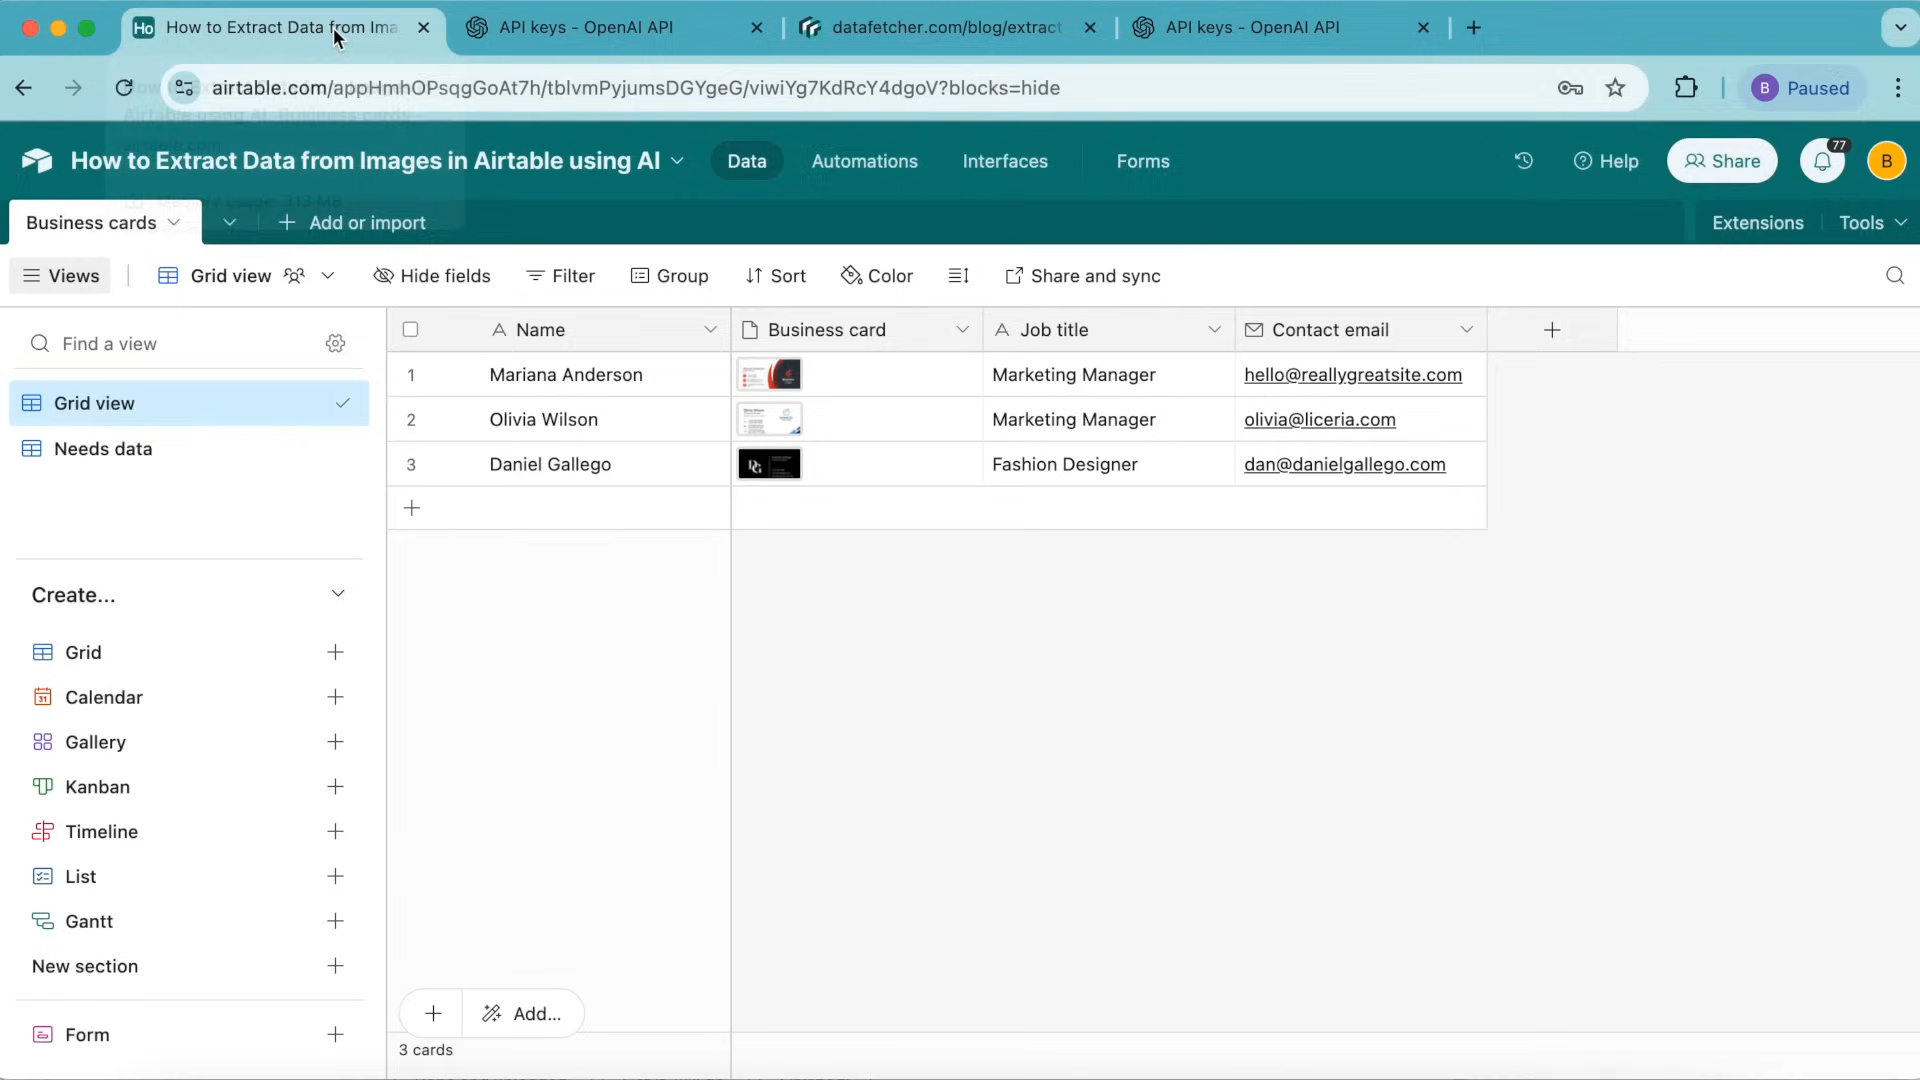 Ho How to Extract Data from Ima
API keys - OpenAI API
datafetcher.com/blog/extract
API keys - OpenAI API
airtable.com/appHmhOPsqgGoAt7h/tblvmPyjumsDGYgeG/viwiYg7KdRcY4dgoV?blocks=hide
B Paused
How to Extract Data from Images in Airtable using AI
Data
Automations
Interfaces
Forms
Help
Share
77
B
Business cards
Add or import
Extensions
Tools
Views
Grid view
Hide fields
Filter
Group
Sort
Color
Share and sync
Find a view
Grid view
Needs data
Create...
Grid
31 Calendar
Gallery
Kanban
Timeline
List
Gantt
New section
Form
Name
Business card
Job title
Contact email
1 Mariana Anderson Marketing Manager hello@reallygreatsite.com
2 Olivia Wilson Marketing Manager olivia@liceria.com
3 Daniel Gallego Fashion Designer dan@danielgallego.com
Add...
3 cards